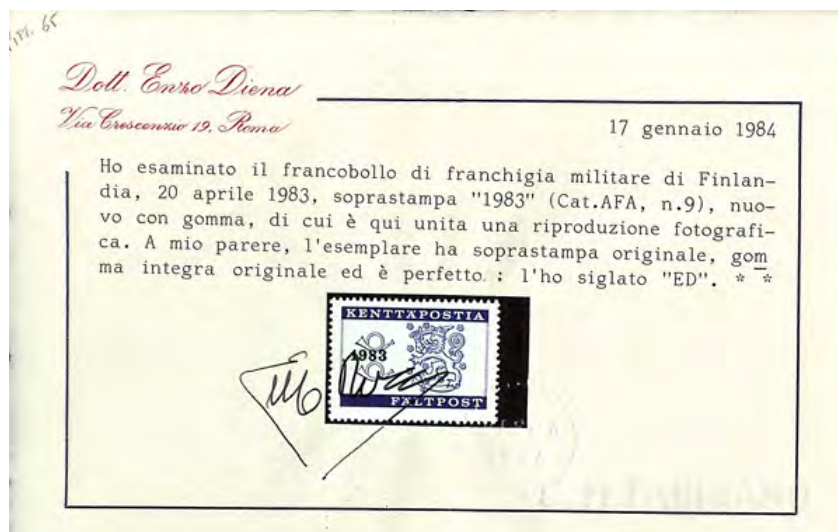 Dott. Enzo Diena
Via Crescenzio 19, Roma
17 gennaio 1984
Ho esaminato il francobollo di franchigia militare di Finlan-
dia, 20 aprile 1983, soprastampa "1983" (Cat.AFA, n.9), nuo-
vo con gomma, di cui è qui unita una riproduzione fotografi-
ca. A mio parere, l'esemplare ha soprastampa originale, gom
ma integra originale ed è perfetto : l'ho siglato "ED". * *
KENTTÄPOSTIA
1983
FÄLTPOST